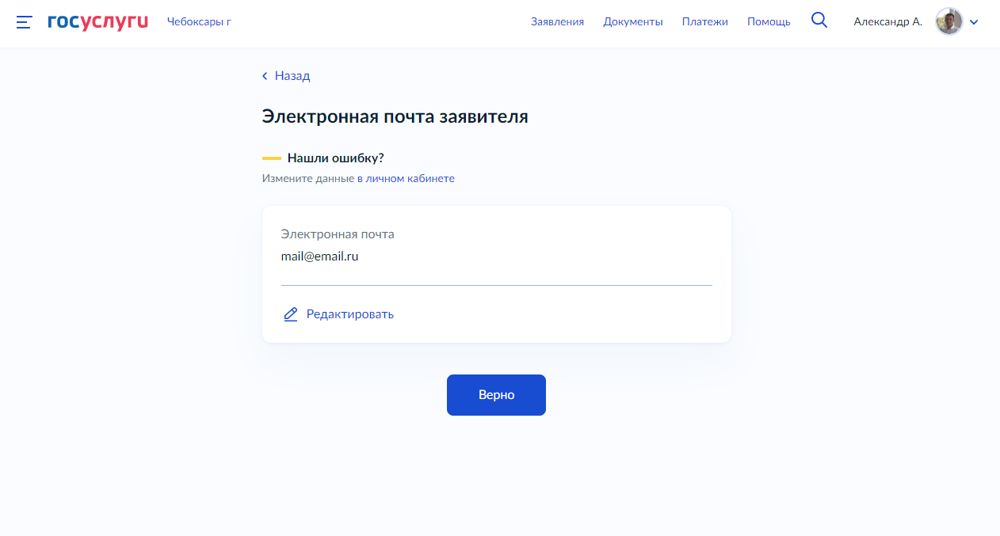 госуслуги Чебоксары г Заявления Документы Платежи Помощь Александр А.
Назад
Электронная почта заявителя
Нашли ошибку?
Измените данные в личном кабинете
Электронная почта
mail@email.ru
Редактировать
Верно